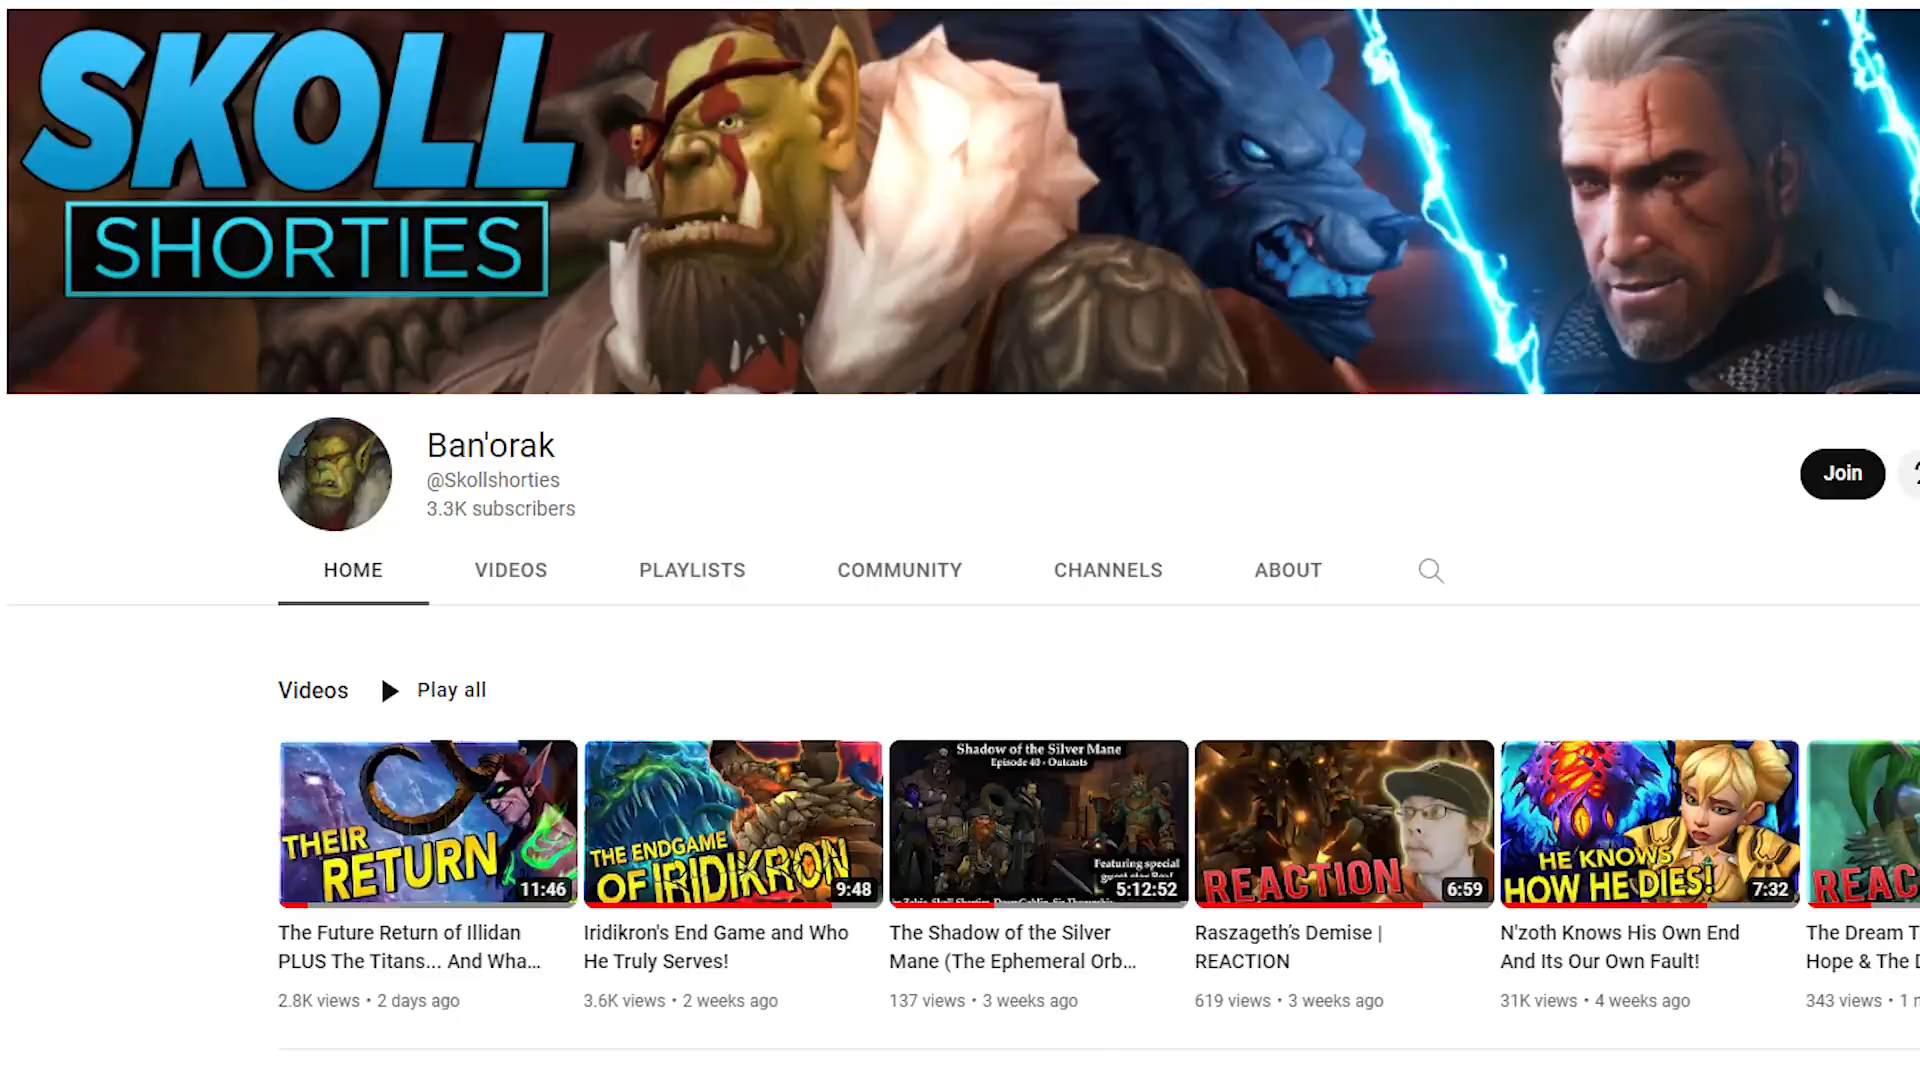 SKOLL
SHORTIES
Ban'orak
@Skollshorties
3.3K subscribers
Join
HOME
VIDEOS
PLAYLISTS
COMMUNITY
CHANNELS
ABOUT
Videos
Play all
THEIR
RETURN
11:46
THE ENDGAME
OF IRIDIKRON
9:48
Shadow of the Silver Mane
Episode 40 - Outcasts
Featuring special
5:12:52
REACTION
6:59
HE KNOWS
HOW HE DIES!
7:32
REAC
The Future Return of Illidan
PLUS The Titans... And Wha...
2.8K views • 2 days ago
Iridikron's End Game and Who
He Truly Serves!
3.6K views • 2 weeks ago
The Shadow of the Silver
Mane (The Ephemeral Orb...
137 views • 3 weeks ago
Raszageth's Demise |
REACTION
619 views • 3 weeks ago
N'zoth Knows His Own End
And Its Our Own Fault!
31K views • 4 weeks ago
The Dream T
Hope & The
343 views • 1